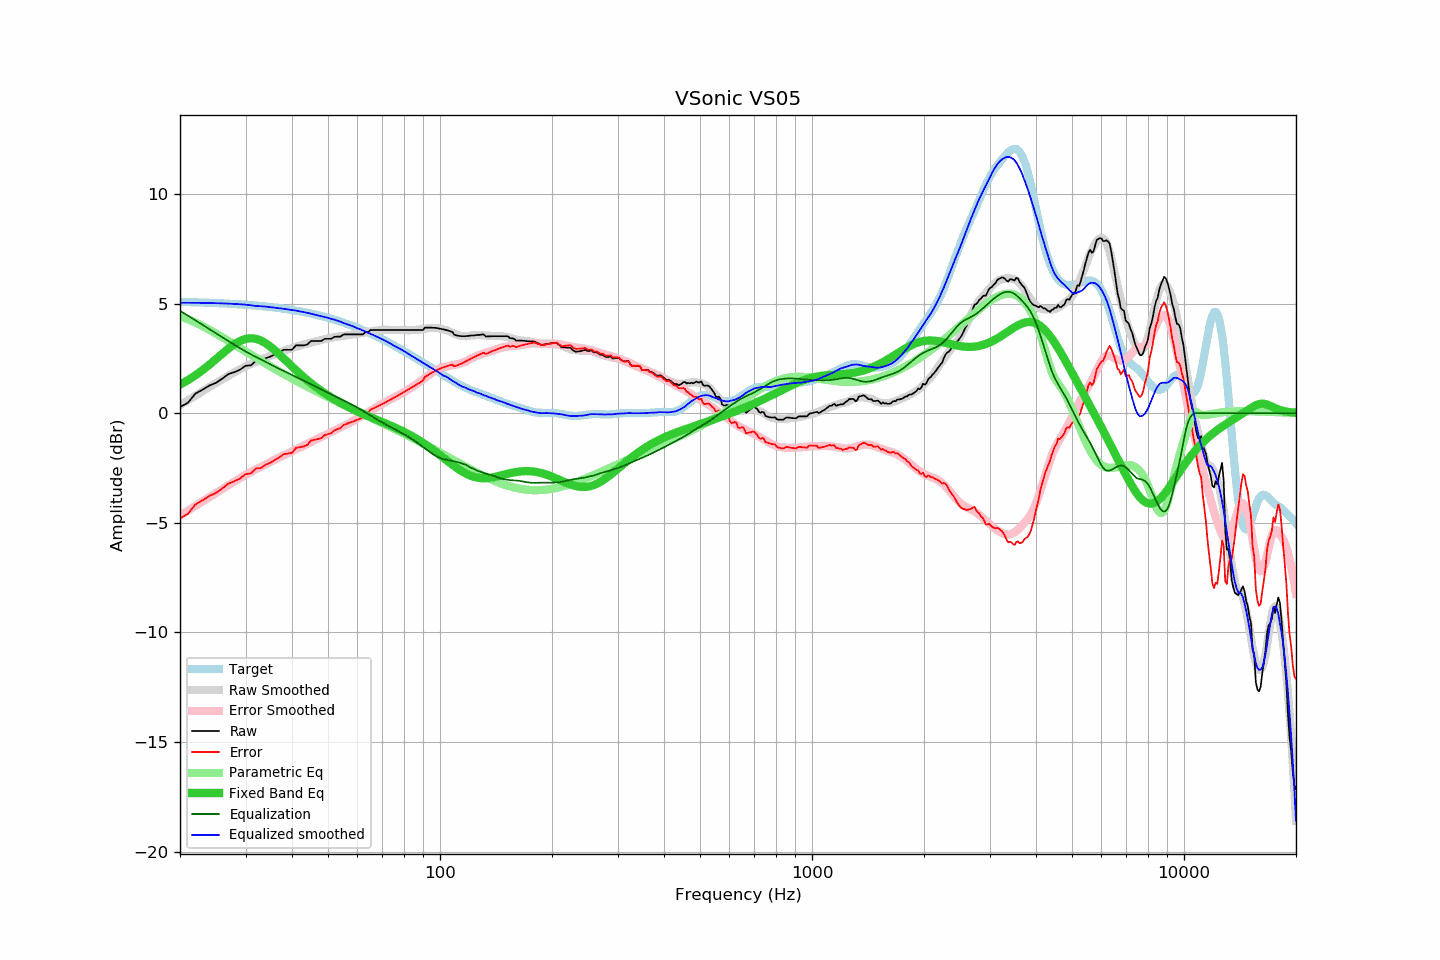 VSonic VS05
Amplitude (dBr)
10
5
0
−5
−10
−15
−20
100
1000
10000
Frequency (Hz)
Target
Raw Smoothed
Error Smoothed
Raw
Error
Parametric Eq
Fixed Band Eq
Equalization
Equalized smoothed